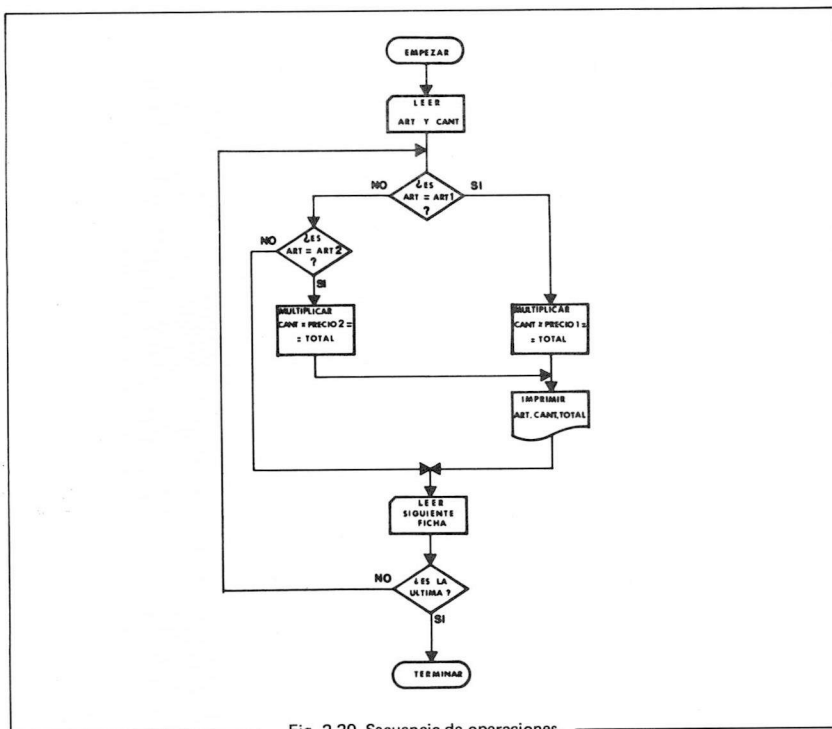 EMPEZAR
LEER
ART Y CANT
NO
¿ES
ART = ART 1
?
SI
NO
¿ES
ART = ART 2
?
SI
MULTIPLICAR
CANT * PRECIO 2 =
= TOTAL
MULTIPLICAR
CANT * PRECIO 1 =
= TOTAL
IMPRIMIR
ART. CANT, TOTAL
LEER
SIGUIENTE
FICHA
NO
¿ES LA
ULTIMA ?
SI
TERMINAR
Fig. 2.20 Secuencia de operaciones